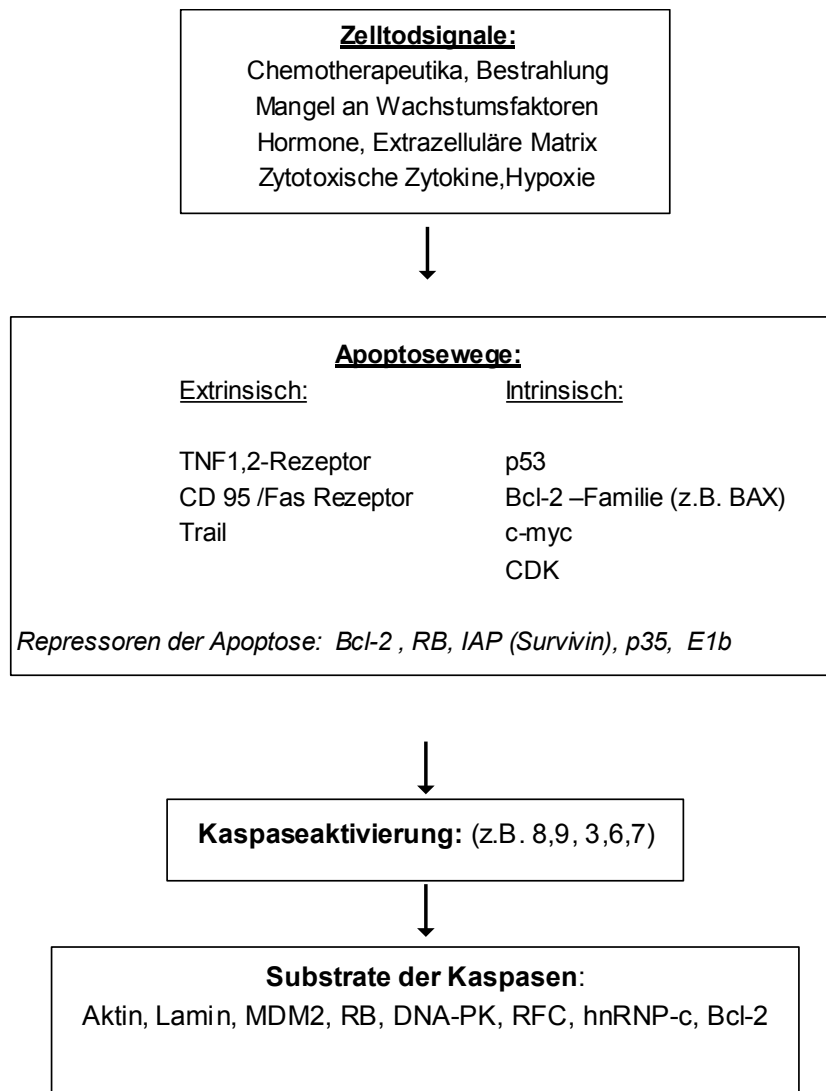 Zelltodsignale:
Chemotherapeutika, Bestrahlung
Mangel an Wachstumsfaktoren
Hormone, Extrazelluläre Matrix
Zytotoxische Zytokine,Hypoxie
Apoptosewege:
Extrinsisch: Intrinsisch:
TNF1,2-Rezeptor p53
CD 95 /Fas Rezeptor Bcl-2 –Familie (z.B. BAX)
Trail c-myc
CDK
Repressoren der Apoptose: Bcl-2 , RB, IAP (Survivin), p35, E1b
Kaspaseaktivierung: (z.B. 8,9, 3,6,7)
Substrate der Kaspasen:
Aktin, Lamin, MDM2, RB, DNA-PK, RFC, hnRNP-c, Bcl-2